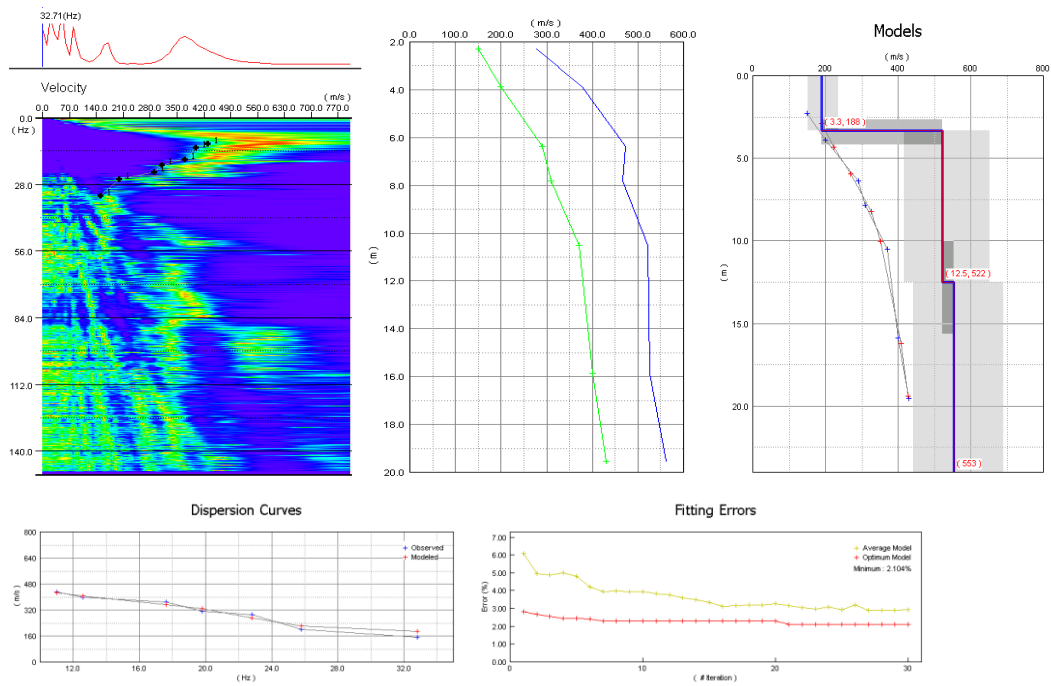 32.71(Hz)
Velocity
( m/s )
0.0 70.0 140.0 210.0 280.0 350.0 420.0 490.0 560.0 630.0 700.0 770.0
0.0
( Hz )
28.0
56.0
84.0
112.0
140.0
( m/s )
0.0 100.0 200.0 300.0 400.0 500.0 600.0
2.0
4.0
6.0
8.0
10.0
12.0
14.0
16.0
18.0
20.0
( m )
Models
( m/s )
0 200 400 600 800
0.0
5.0
10.0
15.0
20.0
( m )
( 3.3, 188 )
( 12.5, 522 )
( 553 )
Dispersion Curves
800
640
480
320
160
0
( m/s )
Observed
Modeled
12.0 16.0 20.0 24.0 28.0 32.0
( Hz )
Fitting Errors
7.00
6.00
5.00
4.00
3.00
2.00
1.00
0.00
Error (%)
Average Model
Optimum Model
Minimum : 2.104%
10 20 30
( # Iteration )